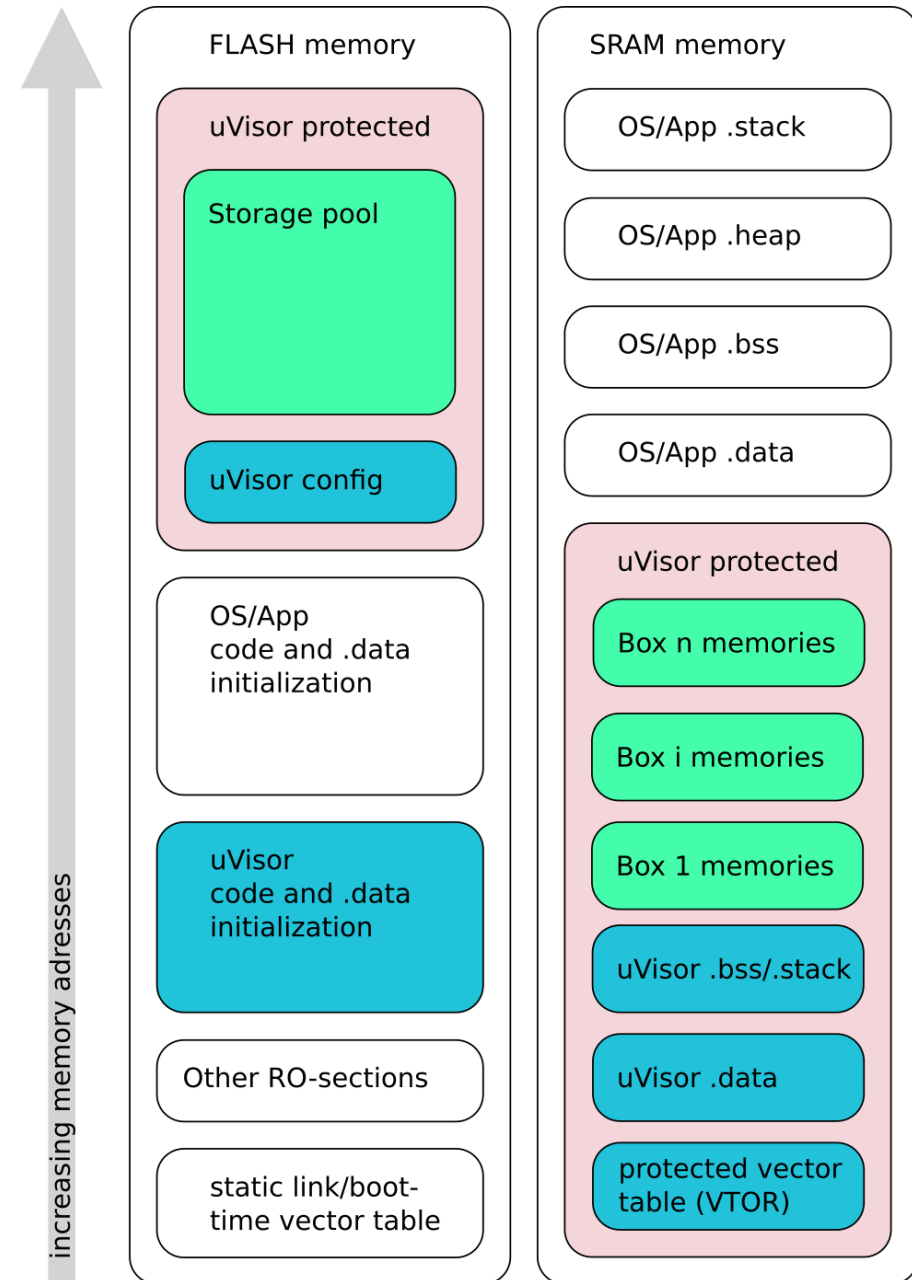 increasing memory adresses
FLASH memory
uVisor protected
Storage pool
uVisor config
OS/App
code and .data
initialization
uVisor
code and .data
initialization
Other RO-sections
static link/boot-
time vector table
SRAM memory
OS/App .stack
OS/App .heap
OS/App .bss
OS/App .data
uVisor protected
Box n memories
Box i memories
Box 1 memories
uVisor .bss/.stack
uVisor .data
protected vector
table (VTOR)